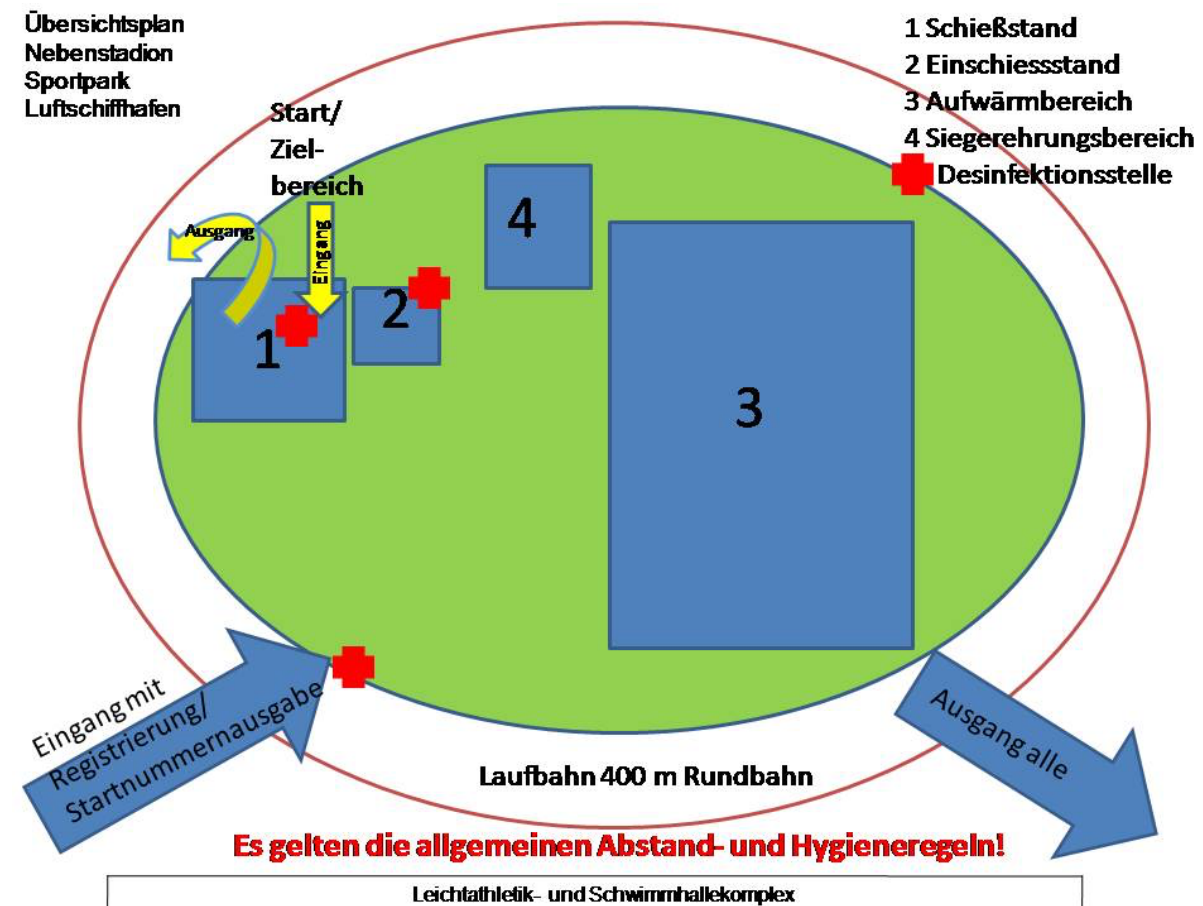 Übersichtsplan
Nebenstadion
Sportpark
Luftschiffhafen
1 Schießstand
2 Einschiessstand
3 Aufwärmbereich
4 Siegerehrungsbereich
Desinfektionsstelle
Start/
Ziel-
bereich
Ausgang
Eingang
4
2
1
3
Eingang mit
Registrierung/
Startnummernausgabe
Ausgang alle
Laufbahn 400 m Rundbahn
Es gelten die allgemeinen Abstand- und Hygieneregeln!
Leichtathletik- und Schwimmhallekomplex